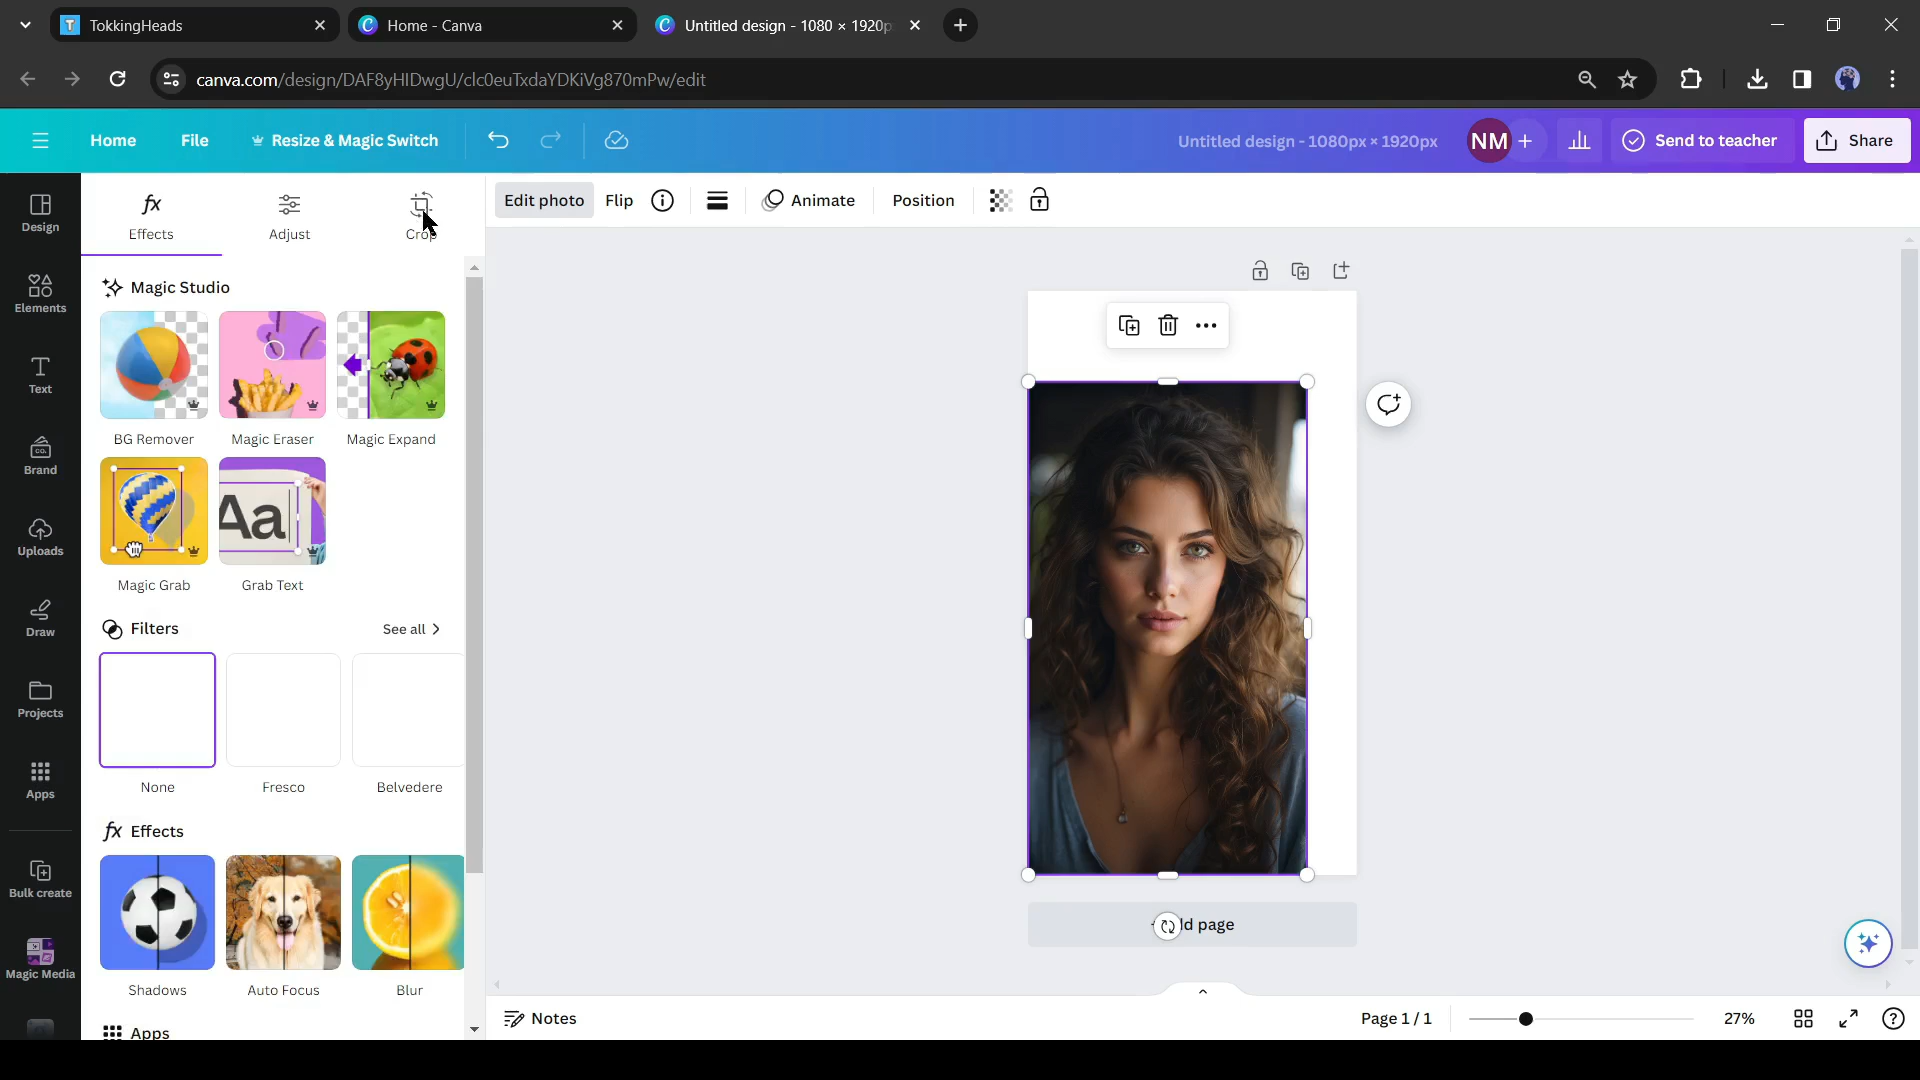 TokkingHeads
Home - Canva
Untitled design - 1080 × 1920p
canva.com/design/DAF8yHIDwgU/clc0euTxdaYDKiVg870mPw/edit
Home
File
Resize & Magic Switch
Untitled design - 1080px × 1920px
NM
Send to teacher
Share
Design
Elements
Text
Brand
Uploads
Draw
Projects
Apps
Bulk create
Magic Media
Effects
Adjust
Crop
Edit photo
Flip
Animate
Position
Magic Studio
BG Remover
Magic Eraser
Magic Expand
Aa
Magic Grab
Grab Text
Filters
See all
None
Fresco
Belvedere
fx Effects
Shadows
Auto Focus
Blur
Apps
page
Notes
Page 1 / 1
27%